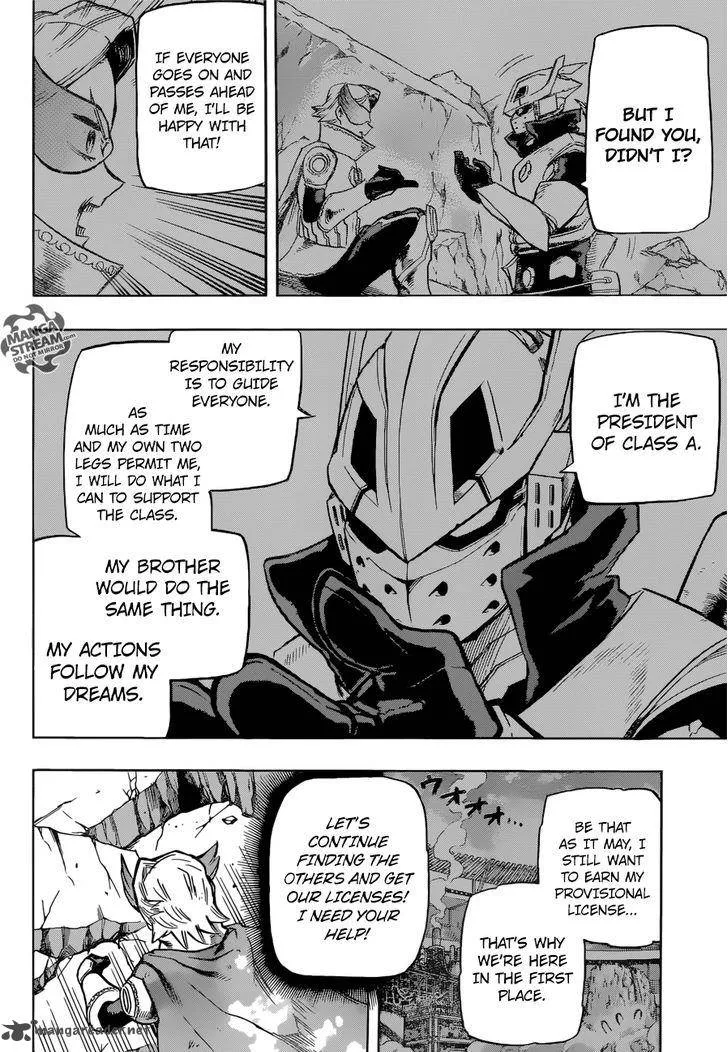 BUT I
FOUND YOU,
DIDN'T I?
IF EVERYONE
GOES ON AND
PASSES AHEAD
OF ME, I'LL BE
HAPPY WITH
THAT!
I'M THE
PRESIDENT
OF CLASS A.
MY
RESPONSIBILITY
IS TO GUIDE
EVERYONE.
AS
MUCH AS TIME
AND MY OWN TWO
LEGS PERMIT ME,
I WILL DO WHAT I
CAN TO SUPPORT
THE CLASS.
MY BROTHER
WOULD DO THE
SAME THING.
MY ACTIONS
FOLLOW MY
DREAMS.
MANGA
STREAM.com
DO NOT MIRROR
BE THAT
AS IT MAY, I
STILL WANT
TO EARN MY
PROVISIONAL
LICENSE...
THAT'S WHY
WE'RE HERE
IN THE FIRST
PLACE.
LET'S
CONTINUE
FINDING THE
OTHERS AND GET
OUR LICENSES!
I NEED YOUR
HELP!
mangareader.net